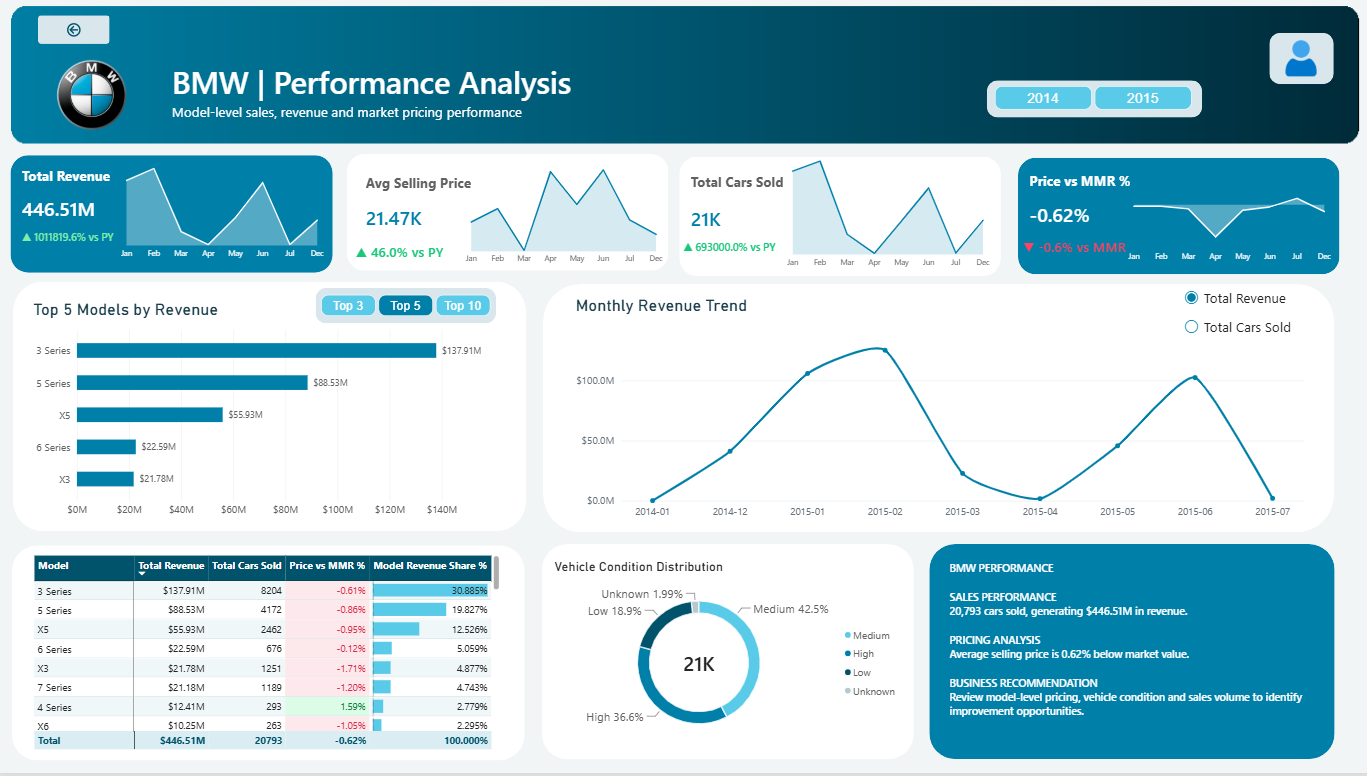 BMW
BMW | Performance Analysis
Model-level sales, revenue and market pricing performance
2014 2015
Total Revenue
446.51M
▲ 1011819.6% vs PY
Jan Feb Mar Apr May Jun Jul Dec
Avg Selling Price
21.47K
▲ 46.0% vs PY
Jan Feb Mar Apr May Jun Jul Dec
Total Cars Sold
21K
▲ 693000.0% vs PY
Jan Feb Mar Apr May Jun Jul Dec
Price vs MMR %
-0.62%
▼ -0.6% vs MMR
Jan Feb Mar Apr May Jun Jul Dec
Top 5 Models by Revenue
Top 3 Top 5 Top 10
3 Series $137.91M
5 Series $88.53M
X5 $55.93M
6 Series $22.59M
X3 $21.78M
$0M $20M $40M $60M $80M $100M $120M $140M
Monthly Revenue Trend
Total Revenue
Total Cars Sold
$100.0M
$50.0M
$0.0M
2014-01 2014-12 2015-01 2015-02 2015-03 2015-04 2015-05 2015-06 2015-07
Model Total Revenue Total Cars Sold Price vs MMR % Model Revenue Share %
3 Series $137.91M 8204 -0.61% 30.885%
5 Series $88.53M 4172 -0.86% 19.827%
X5 $55.93M 2462 -0.95% 12.526%
6 Series $22.59M 676 -0.12% 5.059%
X3 $21.78M 1251 -1.71% 4.877%
7 Series $21.18M 1189 -1.20% 4.743%
4 Series $12.41M 293 1.59% 2.779%
X6 $10.25M 263 -1.05% 2.295%
Total $446.51M 20793 -0.62% 100.000%
Vehicle Condition Distribution
Unknown 1.99%
Low 18.9%
Medium 42.5%
High 36.6%
21K
Medium
High
Low
Unknown
BMW PERFORMANCE
SALES PERFORMANCE
20,793 cars sold, generating $446.51M in revenue.
PRICING ANALYSIS
Average selling price is 0.62% below market value.
BUSINESS RECOMMENDATION
Review model-level pricing, vehicle condition and sales volume to identify
improvement opportunities.